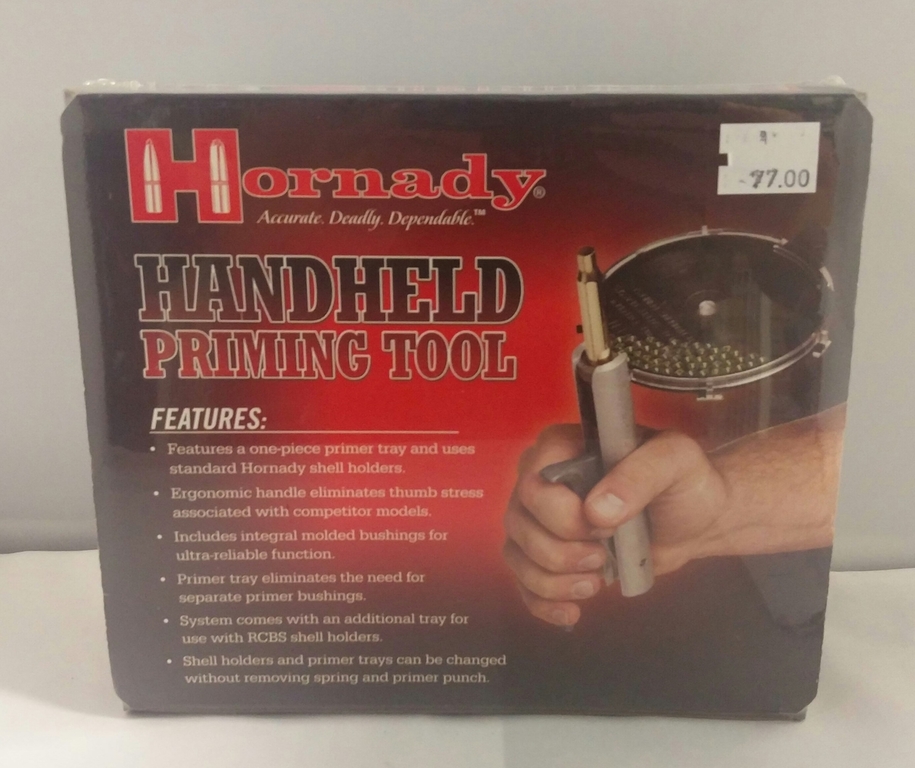 Hornady®
Accurate. Deadly. Dependable.™
77.00
HANDHELD
PRIMING TOOL
FEATURES:
• Features a one-piece primer tray and uses
standard Hornady shell holders.
• Ergonomic handle eliminates thumb stress
associated with competitor models.
• Includes integral molded bushings for
ultra-reliable function.
• Primer tray eliminates the need for
separate primer bushings.
• System comes with an additional tray for
use with RCBS shell holders.
• Shell holders and primer trays can be changed
without removing spring and primer punch.